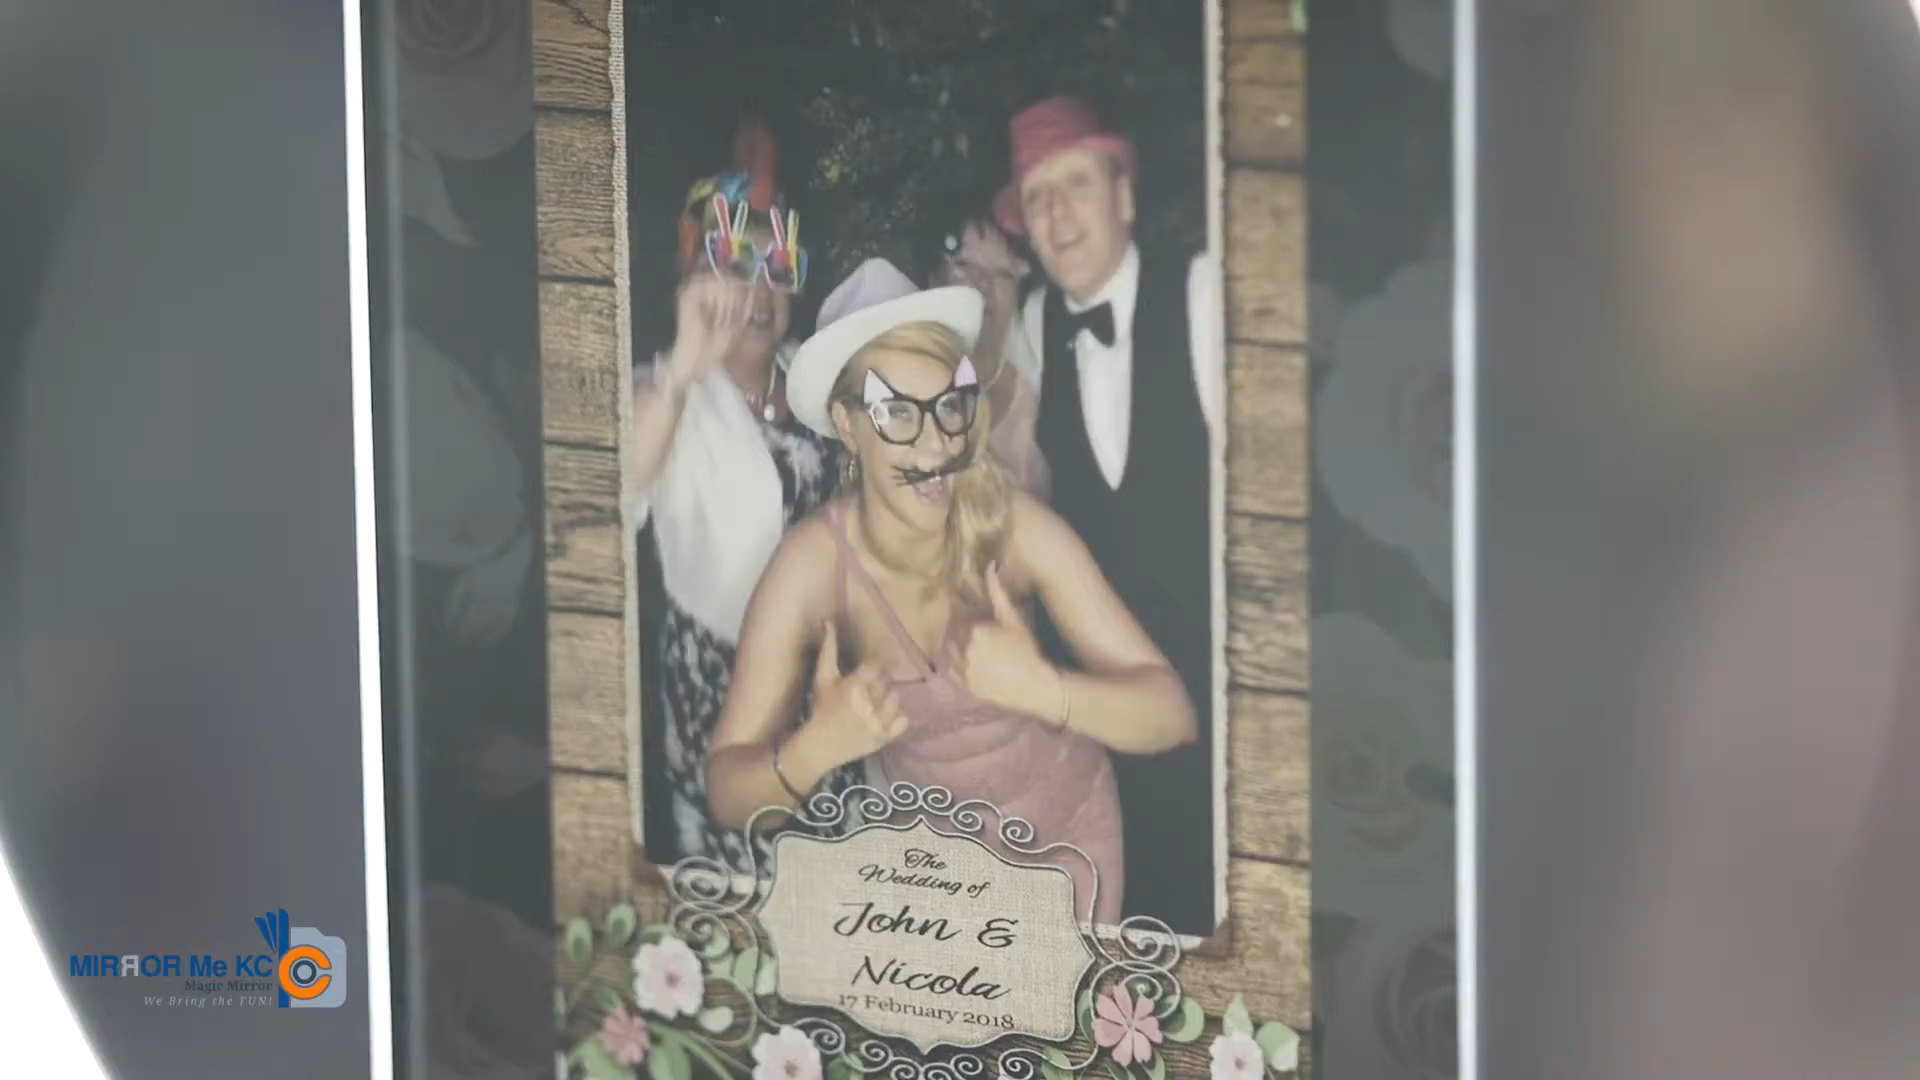 The
Wedding of
John &
Nicola
17 February 2018
MIRROR Me KC
Magic Mirror
We Bring the FUN!